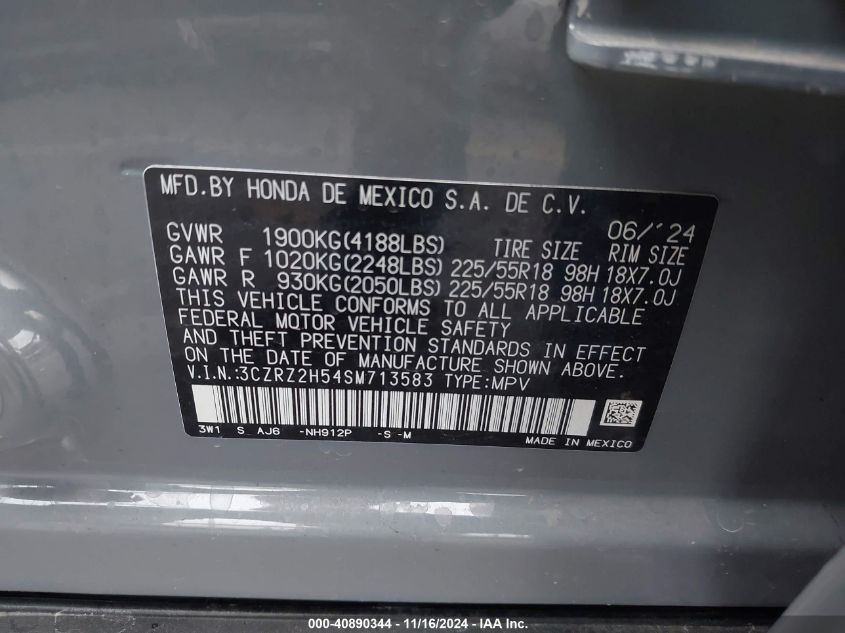 MFD.BY HONDA DE MEXICO S.A. DE C.V.
06/'24
GVWR 1900KG(4188LBS) TIRE SIZE RIM SIZE
GAWR F 1020KG(2248LBS) 225/55R18 98H 18X7.0J
GAWR R 930KG(2050LBS) 225/55R18 98H 18X7.0J
THIS VEHICLE CONFORMS TO ALL APPLICABLE
FEDERAL MOTOR VEHICLE SAFETY
AND THEFT PREVENTION STANDARDS IN EFFECT
ON THE DATE OF MANUFACTURE SHOWN ABOVE.
V.I.N.:3CZRZ2H54SM713583 TYPE:MPV
3W1 S_AJ6 -NH912P -S -M
MADE IN MEXICO
000-40890344 - 11/16/2024 - IAA Inc.